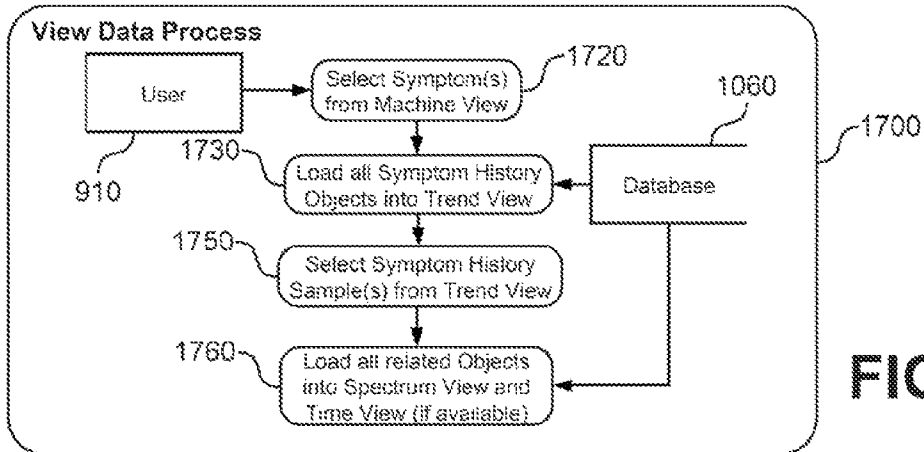 View Data Process
User
910
Select Symptom(s)
from Machine View
1720
1060
1700
1730
Load all Symptom History
Objects into Trend View
Database
1750
Select Symptom History
Sample(s) from Trend View
1760
Load all related Objects
into Spectrum View and
Time View (if available)
FIG